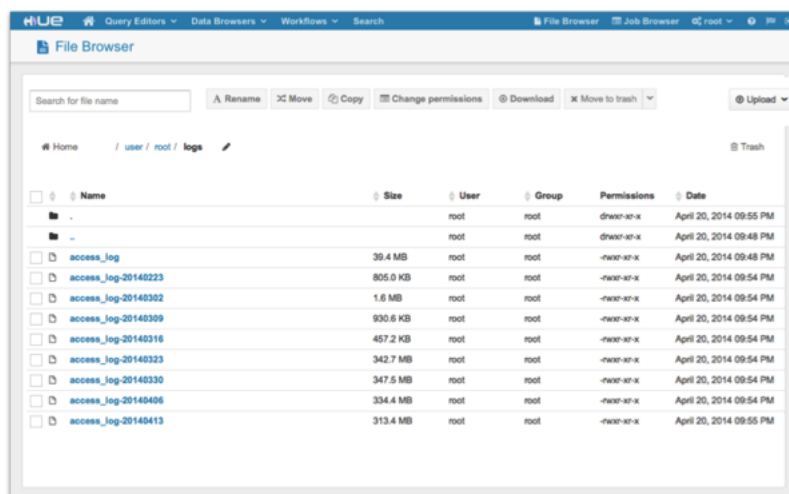 HUE Query Editors Data Browsers Workflows Search File Browser Job Browser root
File Browser
Search for file name Rename Move Copy Change permissions Download Move to trash Upload
Home / user / root / logs Trash
Name Size User Group Permissions Date
. root root drwxr-xr-x April 20, 2014 09:55 PM
.. root root drwxr-xr-x April 20, 2014 09:48 PM
access_log 39.4 MB root root -rwxr-xr-x April 20, 2014 09:48 PM
access_log-20140223 805.0 KB root root -rwxr-xr-x April 20, 2014 09:54 PM
access_log-20140302 1.6 MB root root -rwxr-xr-x April 20, 2014 09:54 PM
access_log-20140309 930.6 KB root root -rwxr-xr-x April 20, 2014 09:54 PM
access_log-20140316 457.2 KB root root -rwxr-xr-x April 20, 2014 09:54 PM
access_log-20140323 342.7 MB root root -rwxr-xr-x April 20, 2014 09:54 PM
access_log-20140330 347.5 MB root root -rwxr-xr-x April 20, 2014 09:54 PM
access_log-20140406 334.4 MB root root -rwxr-xr-x April 20, 2014 09:54 PM
access_log-20140413 313.4 MB root root -rwxr-xr-x April 20, 2014 09:55 PM